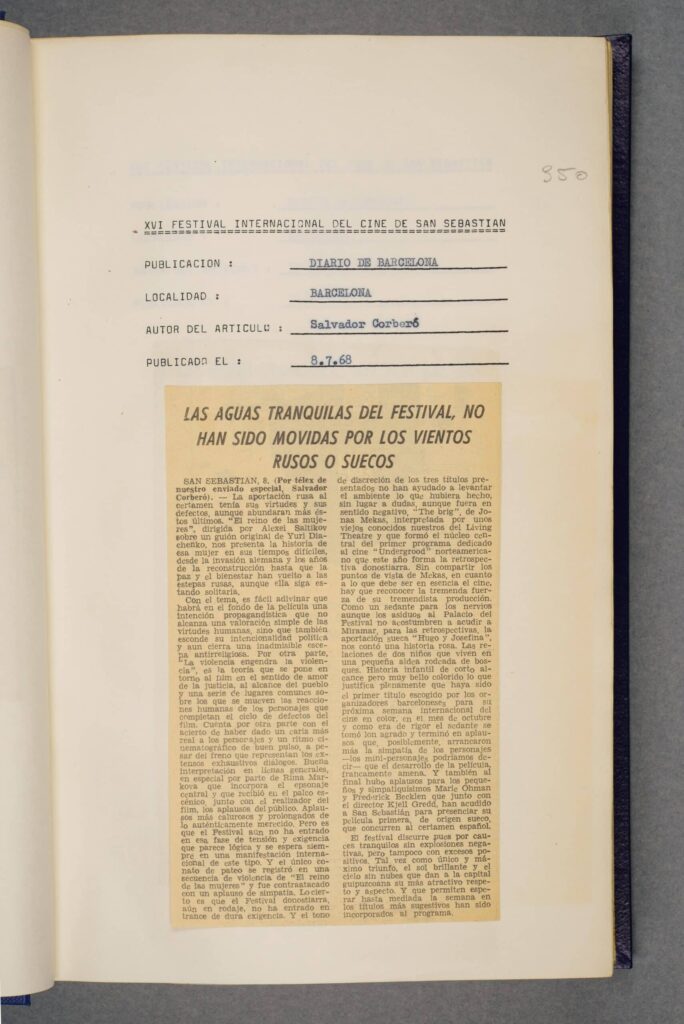 950
XVI FESTIVAL INTERNACIONAL DEL CINE DE SAN SEBASTIAN
PUBLICACION : DIARIO DE BARCELONA
LOCALIDAD : BARCELONA
AUTOR DEL ARTICULO : Salvador Corberó
PUBLICADO EL : 8.7.68
LAS AGUAS TRANQUILAS DEL FESTIVAL, NO
HAN SIDO MOVIDAS POR LOS VIENTOS
RUSOS O SUECOS
SAN SEBASTIAN, 8. (Por télex de
nuestro enviado especial, Salvador
Corberó). — La aportación rusa al
certamen tenía sus virtudes y sus
defectos, aunque abundaran más és-
tos últimos. "El reino de las muje-
res", dirigida por Alexei Saltikov
sobre un guión original de Yuri Dia-
chenko, nos presenta la historia de
esa mujer en sus tiempos difíciles,
desde la invasión alemana y los años
de la reconstrucción hasta que la
paz y el bienestar han vuelto a las
estepas rusas, aunque ella siga es-
tando solitaria.
Con el tema, es fácil adivinar que
habrá en el fondo de la película una
intención propagandística que no
alcanza una valoración simple de las
virtudes humanas, sino que también
esconde su intencionalidad política
y aun cierra una inadmisible esce-
na antirreligiosa. Por otra parte,
"La violencia engendra la violen-
cia", es la teoría que se pone en
torno al film en el sentido de amor
de la justicia, al alcance del pueblo
y una serie de lugares comunes so-
bre los que se mueven las reaccio-
nes humanas de los personajes que
completan el ciclo de defectos del
film. Cuenta por otra parte con el
acierto de haber dado un cariz más
real a los personajes y un ritmo ci-
nematográfico de buen pulso, a pe-
sar del freno que representan los ex-
tensos exhaustivos diálogos. Buena
interpretación en líneas generales,
en especial por parte de Rima Mar-
kova que incorpora el epsonaje
central y que recibió en el palco es-
cénico, junto con el realizador del
film, los aplausos del público. Aplau-
sos más calurosos y prolongados de
lo auténticamente merecido. Pero es
que el Festival aún no ha entrado
en esa fase de tensión y exigencia
que parece lógica y se espera siem-
pre en una manifestación interna-
cional de este tipo. Y el único co-
nato de pateo se registró en una
secuencia de violencia de "El reino
de las mujeres" y fue contraatacado
con un aplauso de simpatía. Lo cier-
to es que el Festival donostiarra,
aún en rodaje, no ha entrado en
trance de dura exigencia. Y el tono
de discreción de los tres títulos pre-
sentados no han ayudado a levantar
el ambiente lo que hubiera hecho,
sin lugar a dudas, aunque fuera en
sentido negativo, "The brig", de Jo-
nas Mekas, interpretada por unos
viejos conocidos nuestros del Living
Theatre y que formó el núcleo cen-
tral del primer programa dedicado
al cine "Undergrood" norteamerica-
no que este año forma la retrospec-
tiva donostiarra. Sin compartir los
puntos de vista de Mekas, en cuanto
a lo que debe ser en esencia el cine,
hay que reconocer la tremenda fuer-
za de su tremendista producción.
Como un sedante para los nervios
aunque los asiduos al Palacio del
Festival no acostumbren a acudir a
Miramar, para las retrospectivas, la
aportación sueca "Hugo y Josefina",
nos contó una historia rosa. Las re-
laciones de dos niños que viven en
una pequeña aldea rodeada de bos-
ques. Historia infantil de corto al-
cance pero muy bello colorido lo que
justifica plenamente que haya sido
el primer título escogido por los or-
ganizadores barceloneses para su
próxima semana internacional del
cine en color, en el mes de octubre
y como era de rigor el sedante se
tomó lon agrado y terminó en aplau-
sos que, posiblemente, arrancaron
más la simpatía de los personajes
—los mini-personajes podríamos de-
cir— que el desarrollo de la película,
francamente amena. Y también al
final hubo aplausos para los peque-
ños y simpatiquísimos Marie Ohman
y Frederick Becklen que junto con
el director Kjell Gredd, han acudido
a San Sebastián para presenciar su
película primera, de origen sueco,
que concurren al certamen español.
El festival discurre pues por cau-
ces tranquilos sin explosiones nega-
tivas, pero tampoco con excesos po-
sitivos. Tal vez como único y má-
ximo triunfo, el sol brillante y el
cielo sin nubes que dan a la capital
guipuzcoana su más atractivo respe-
to y aspecto. Y que permiten espe-
rar hasta mediada la semana en
los títulos más sugestivos han sido
incorporados al programa.